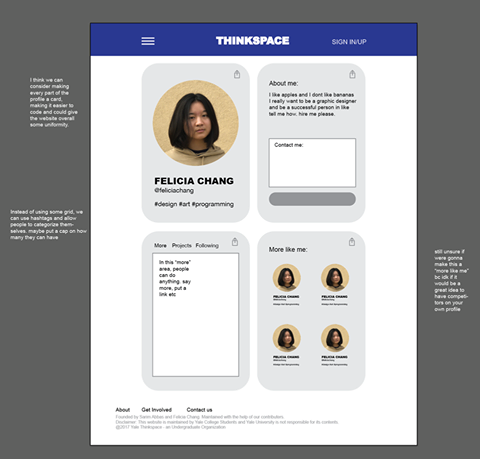 THINKSPACE
SIGN IN/UP
I think we can
consider making
every part of the
profile a card,
making it easier to
code and could give
the website overall
some uniformity.
FELICIA CHANG
@feliciachang
#design #art #programming
About me:
I like apples and I dont like bananas
I really want to be a graphic designer
and be a successful person in like
tell me how. hire me please.
Contact me:
Instead of using some grid, we
can use hashtags and allow
people to categorize them-
selves, maybe put a cap on how
many they can have
More Projects Following
In this "more"
area, people
can do
anything. say
more, put a
link etc
More like me:
FELICIA CHANG
@feliciachang
#design #art #programming
FELICIA CHANG
@feliciachang
#design #art #programming
FELICIA CHANG
@feliciachang
#design #art #programming
FELICIA CHANG
@feliciachang
#design #art #programming
still unsure if
were gonna
make this a
"more like me"
bc idk if it
would be a
great idea to
have competi-
tors on your
own profile
About Get Involved Contact us
Founded by Sarim Abbas and Felicia Chang. Maintained with the help of our contributors.
Disclaimer: This website is maintained by Yale College Students and Yale University is not responsible for its contents.
@2017 Yale Thinkspace - an Undergraduate Organization